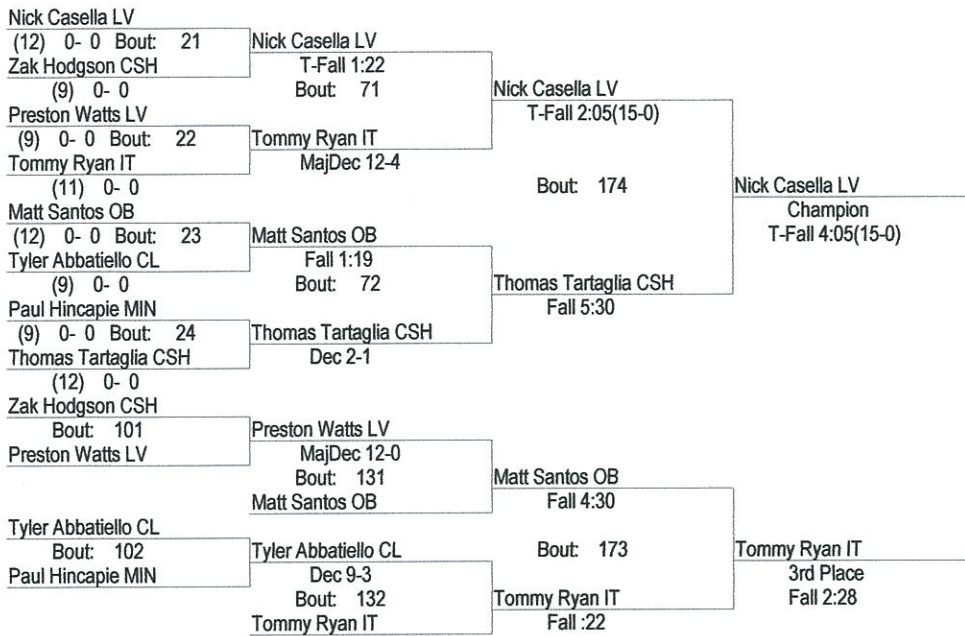 Nick Casella LV
(12) 0- 0 Bout: 21
Zak Hodgson CSH
(9) 0- 0
Preston Watts LV
(9) 0- 0 Bout: 22
Tommy Ryan IT
(11) 0- 0
Matt Santos OB
(12) 0- 0 Bout: 23
Tyler Abbatiello CL
(9) 0- 0
Paul Hincapie MIN
(9) 0- 0 Bout: 24
Thomas Tartaglia CSH
(12) 0- 0
Zak Hodgson CSH
Bout: 101
Preston Watts LV
Tyler Abbatiello CL
Bout: 102
Paul Hincapie MIN
Nick Casella LV
T-Fall 1:22
Bout: 71
Tommy Ryan IT
MajDec 12-4
Matt Santos OB
Fall 1:19
Bout: 72
Thomas Tartaglia CSH
Dec 2-1
Preston Watts LV
MajDec 12-0
Bout: 131
Matt Santos OB
Tyler Abbatiello CL
Dec 9-3
Bout: 132
Tommy Ryan IT
Nick Casella LV
T-Fall 2:05(15-0)
Bout: 174
Thomas Tartaglia CSH
Fall 5:30
Matt Santos OB
Fall 4:30
Bout: 173
Tommy Ryan IT
Fall :22
Nick Casella LV
Champion
T-Fall 4:05(15-0)
Tommy Ryan IT
3rd Place
Fall 2:28